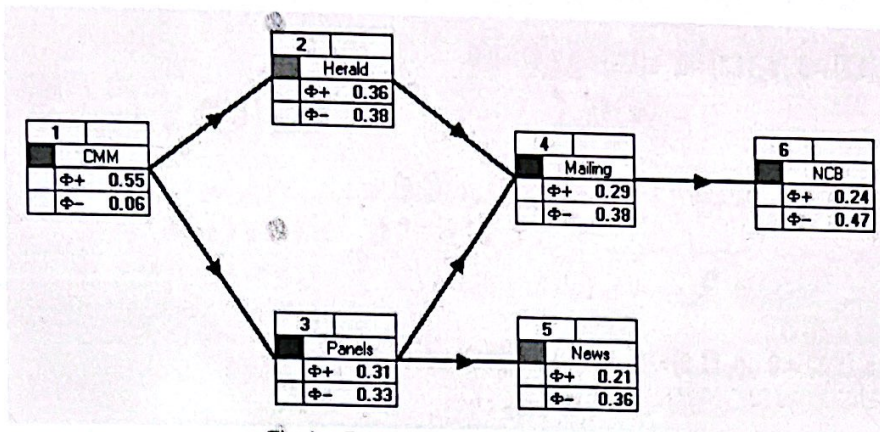 2
Herald
Φ+ 0.36
Φ- 0.38
1
CMM
Φ+ 0.55
Φ- 0.06
4
Mailing
Φ+ 0.29
Φ- 0.38
6
NCB
Φ+ 0.24
Φ- 0.47
3
Panels
Φ+ 0.31
Φ- 0.33
5
News
Φ+ 0.21
Φ- 0.36